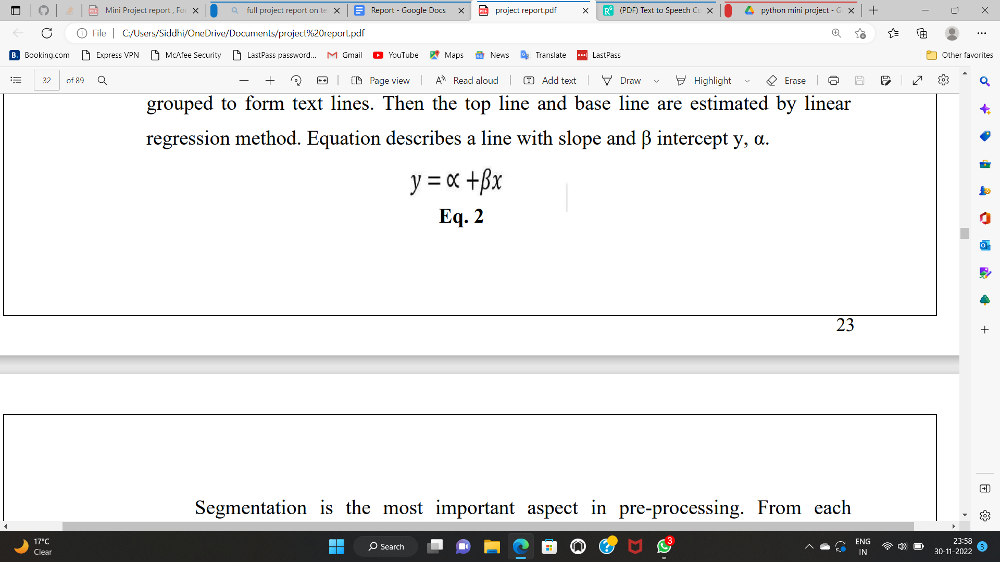 Mini Project report , Fo
full project report on te
Report - Google Docs
project report.pdf
(PDF) Text to Speech Co
python mini project - G
File
C:/Users/Siddhi/OneDrive/Documents/project%20report.pdf
Booking.com
Express VPN
McAfee Security
LastPass password...
Gmail
YouTube
Maps
News
Translate
LastPass
Other favorites
32 of 89
Page view
Read aloud
Add text
Draw
Highlight
Erase
grouped to form text lines. Then the top line and base line are estimated by linear
regression method. Equation describes a line with slope and β intercept y, α.
y = ∝ +βx
Eq. 2
23
Segmentation is the most important aspect in pre-processing. From each
17°C
Clear
Search
3
ENG
IN
23:58
30-11-2022
3